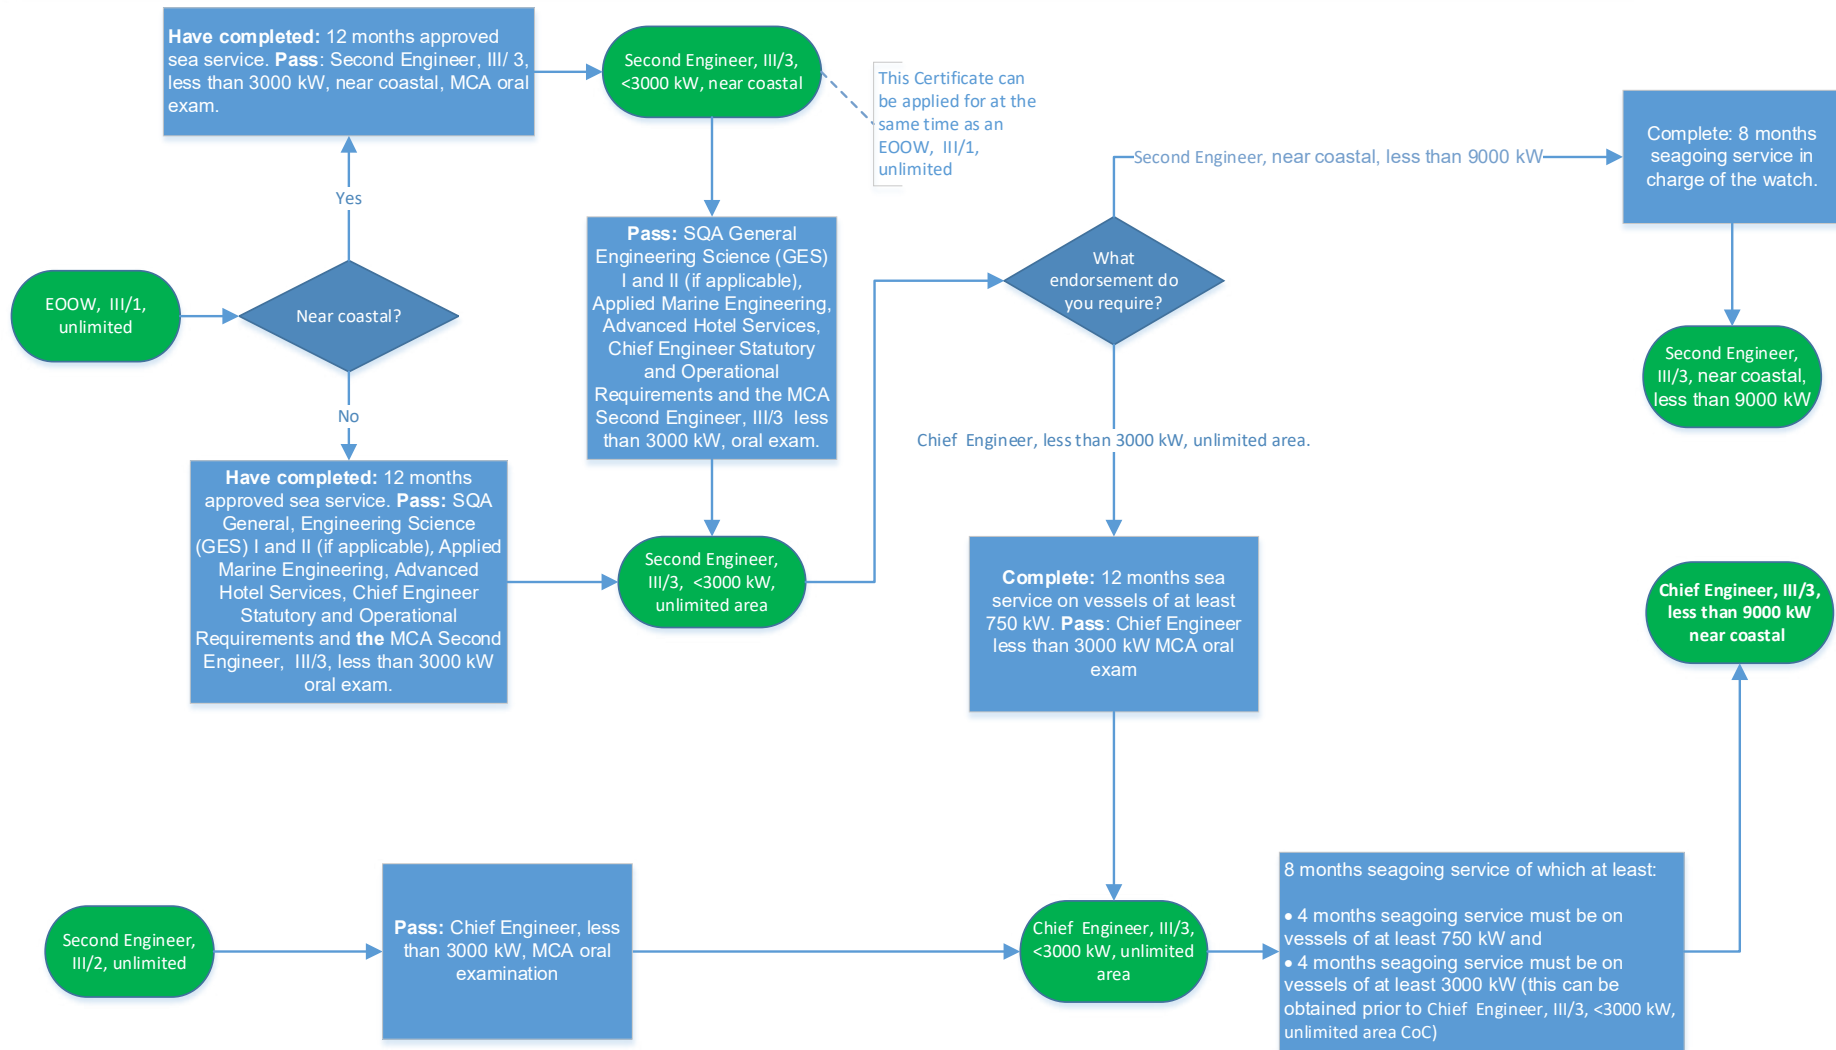 Have completed: 12 months approved
sea service. Pass: Second Engineer, III/ 3,
less than 3000 kW, near coastal, MCA oral
exam.
Second Engineer, III/3,
<3000 kW, near coastal
This Certificate can
be applied for at the
same time as an
EOOW, III/1,
unlimited
Second Engineer, near coastal, less than 9000 kW
Complete: 8 months
seagoing service in
charge of the watch.
Yes
EOOW, III/1,
unlimited
Near coastal?
Pass: SQA General
Engineering Science (GES)
I and II (if applicable),
Applied Marine Engineering,
Advanced Hotel Services,
Chief Engineer Statutory
and Operational
Requirements and the MCA
Second Engineer, III/3 less
than 3000 kW, oral exam.
What
endorsement do
you require?
Second Engineer,
III/3, near coastal,
less than 9000 kW
No
Chief Engineer, less than 3000 kW, unlimited area.
Have completed: 12 months
approved sea service. Pass: SQA
General, Engineering Science
(GES) I and II (if applicable), Applied
Marine Engineering, Advanced
Hotel Services, Chief Engineer
Statutory and Operational
Requirements and the MCA Second
Engineer, III/3, less than 3000 kW
oral exam.
Second Engineer,
III/3, <3000 kW,
unlimited area
Complete: 12 months sea
service on vessels of at least
750 kW. Pass: Chief Engineer
less than 3000 kW MCA oral
exam
Chief Engineer, III/3,
less than 9000 kW
near coastal
Second Engineer,
III/2, unlimited
Pass: Chief Engineer, less
than 3000 kW, MCA oral
examination
Chief Engineer, III/3,
<3000 kW, unlimited
area
8 months seagoing service of which at least:
• 4 months seagoing service must be on
vessels of at least 750 kW and
• 4 months seagoing service must be on
vessels of at least 3000 kW (this can be
obtained prior to Chief Engineer, III/3, <3000 kW,
unlimited area CoC)